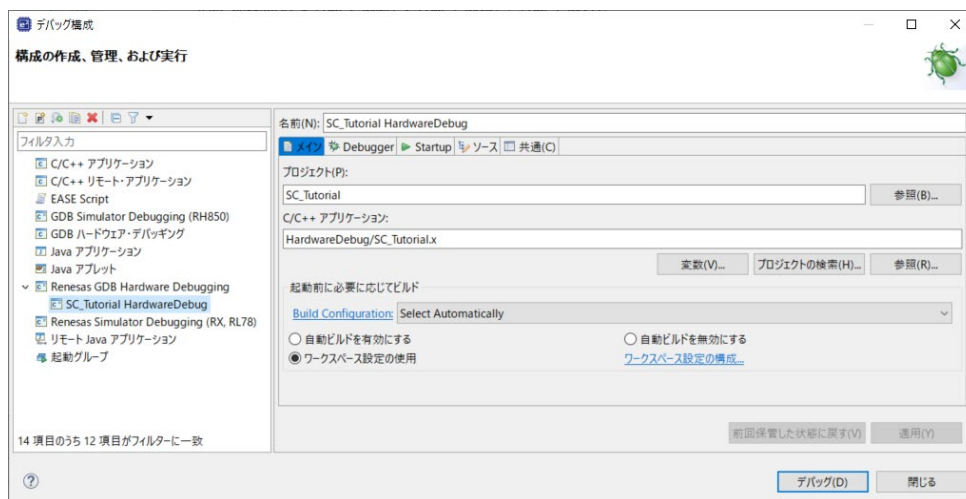 デバッグ構成
構成の作成、管理、および実行
フィルタ入力
C/C++ アプリケーション
C/C++ リモート・アプリケーション
EASE Script
GDB Simulator Debugging (RH850)
GDB ハードウェア・デバッギング
Java アプリケーション
Java アプレット
Renesas GDB Hardware Debugging
SC_Tutorial HardwareDebug
Renesas Simulator Debugging (RX, RL78)
リモート Java アプリケーション
起動グループ
14 項目のうち 12 項目がフィルターに一致
名前(N): SC_Tutorial HardwareDebug
メイン Debugger Startup ソース 共通(C)
プロジェクト(P):
SC_Tutorial 参照(B)...
C/C++ アプリケーション:
HardwareDebug/SC_Tutorial.x
変数(V)... プロジェクトの検索(H)... 参照(R)...
起動前に必要に応じてビルド
Build Configuration: Select Automatically
自動ビルドを有効にする 自動ビルドを無効にする
ワークスペース設定の使用 ワークスペース設定の構成...
前回保管した状態に戻す(V) 適用(Y)
デバッグ(D) 閉じる